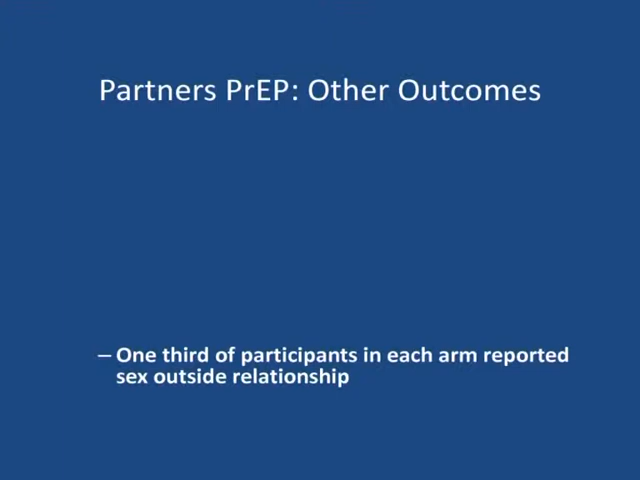 Partners PrEP: Other Outcomes
– One third of participants in each arm reported
sex outside relationship